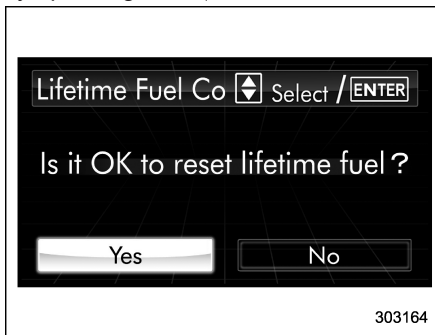 Lifetime Fuel Co Select / ENTER
Is it OK to reset lifetime fuel ?
Yes No
303164